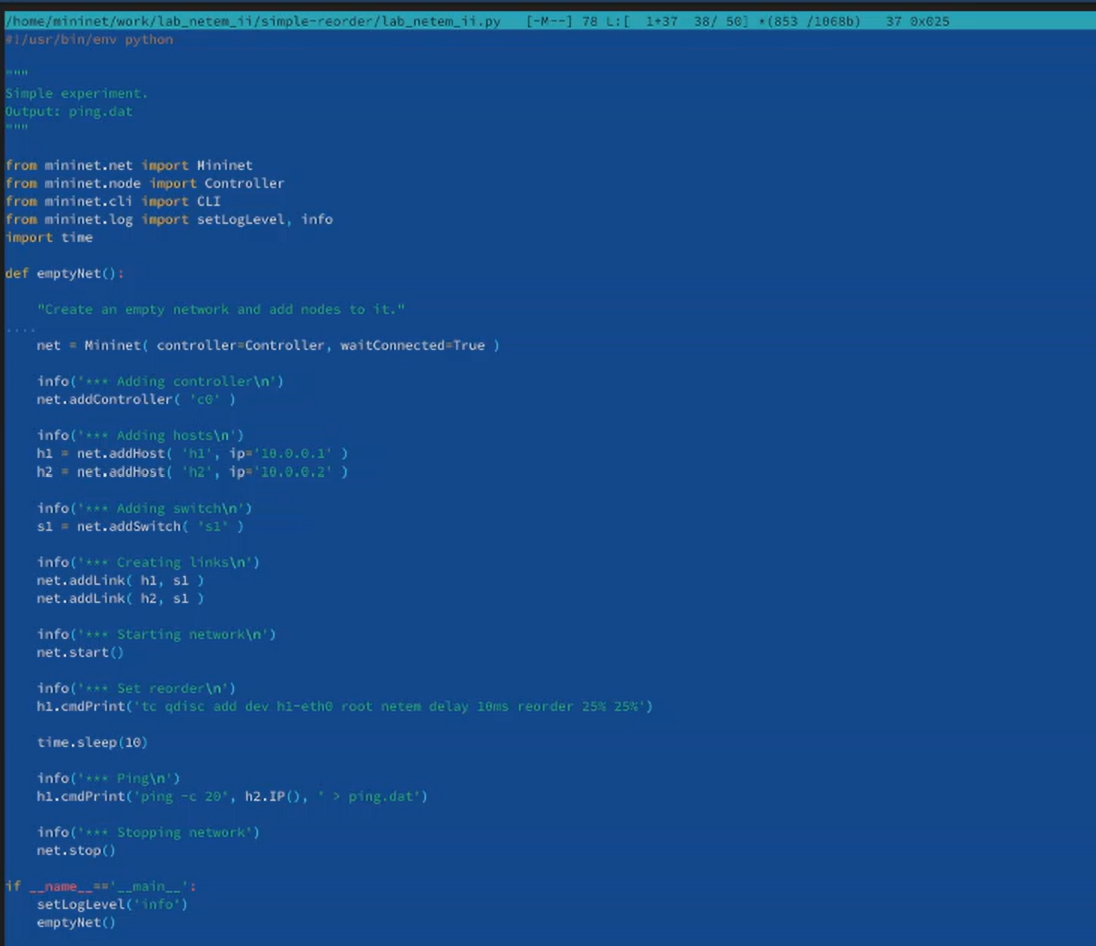 /home/mininet/work/lab_netem_ii/simple-reorder/lab_netem_ii.py [-M--] 78 L:[ 1+37 38/ 50] *(853 /1068b) 37 0x025
#!/usr/bin/env python
"""
Simple experiment.
Output: ping.dat
"""
from mininet.net import Mininet
from mininet.node import Controller
from mininet.cli import CLI
from mininet.log import setLogLevel, info
import time
def emptyNet():
"Create an empty network and add nodes to it."
....
net = Mininet( controller=Controller, waitConnected=True )
info('*** Adding controller\n')
net.addController( 'c0' )
info('*** Adding hosts\n')
h1 = net.addHost( 'h1', ip='10.0.0.1' )
h2 = net.addHost( 'h2', ip='10.0.0.2' )
info('*** Adding switch\n')
s1 = net.addSwitch( 's1' )
info('*** Creating links\n')
net.addLink( h1, s1 )
net.addLink( h2, s1 )
info('*** Starting network\n')
net.start()
info('*** Set reorder\n')
h1.cmdPrint('tc qdisc add dev h1-eth0 root netem delay 10ms reorder 25% 25%')
time.sleep(10)
info('*** Ping\n')
h1.cmdPrint('ping -c 20', h2.IP(), ' > ping.dat')
info('*** Stopping network')
net.stop()
if __name__=='__main__':
setLogLevel('info')
emptyNet()